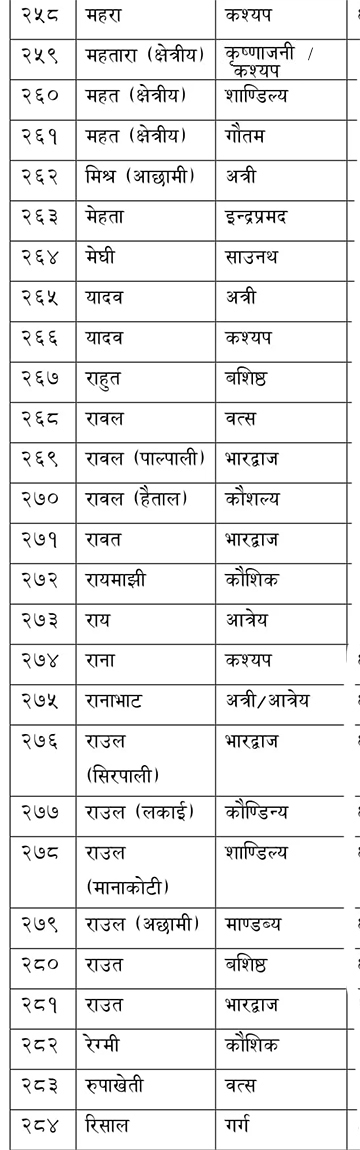 २५८ महरा कश्यप
२५९ महतारा (क्षेत्रीय) कृष्णाजनी /
कश्यप
२६० महत (क्षेत्रीय) शाण्डिल्य
२६१ महत (क्षेत्रीय) गौतम
२६२ मिश्र (आछामी) अत्री
२६३ मेहता इन्द्रप्रमद
२६४ मेघी साउनथ
२६५ यादव अत्री
२६६ यादव कश्यप
२६७ राहुत बशिष्ठ
२६८ रावल वत्स
२६९ रावल (पाल्पाली) भारद्वाज
२७० रावल (हैताल) कौशल्य
२७१ रावत भारद्वाज
२७२ रायमाझी कौशिक
२७३ राय आत्रेय
२७४ राना कश्यप
२७५ रानाभाट अत्री/आत्रेय
२७६ राउल भारद्वाज
(सिरपाली)
२७७ राउल (लकाई) कौण्डिन्य
२७८ राउल शाण्डिल्य
(मानाकोटी)
२७९ राउल (अछामी) माण्डब्य
२८० राउत बशिष्ठ
२८१ राउत भारद्वाज
२८२ रेग्मी कौशिक
२८३ रुपाखेती वत्स
२८४ रिसाल गर्ग